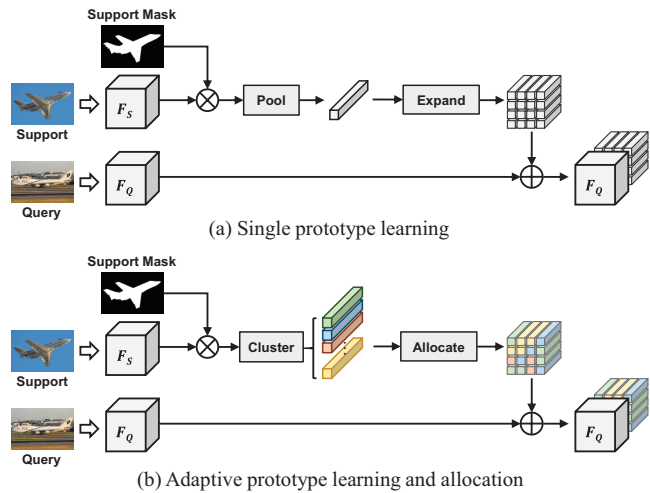 Support Mask
F_S
Pool
Expand
Support
F_Q
F_Q
Query
(a) Single prototype learning
Support Mask
F_S
Cluster
Allocate
Support
F_Q
F_Q
Query
(b) Adaptive prototype learning and allocation